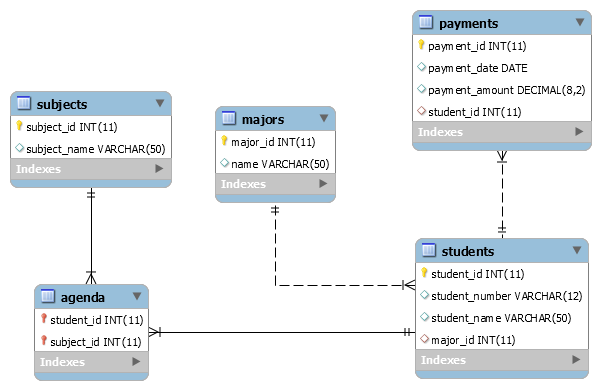 payments
payment_id INT(11)
payment_date DATE
payment_amount DECIMAL(8,2)
student_id INT(11)
Indexes
subjects
subject_id INT(11)
subject_name VARCHAR(50)
Indexes
majors
major_id INT(11)
name VARCHAR(50)
Indexes
students
student_id INT(11)
student_number VARCHAR(12)
student_name VARCHAR(50)
major_id INT(11)
Indexes
agenda
student_id INT(11)
subject_id INT(11)
Indexes